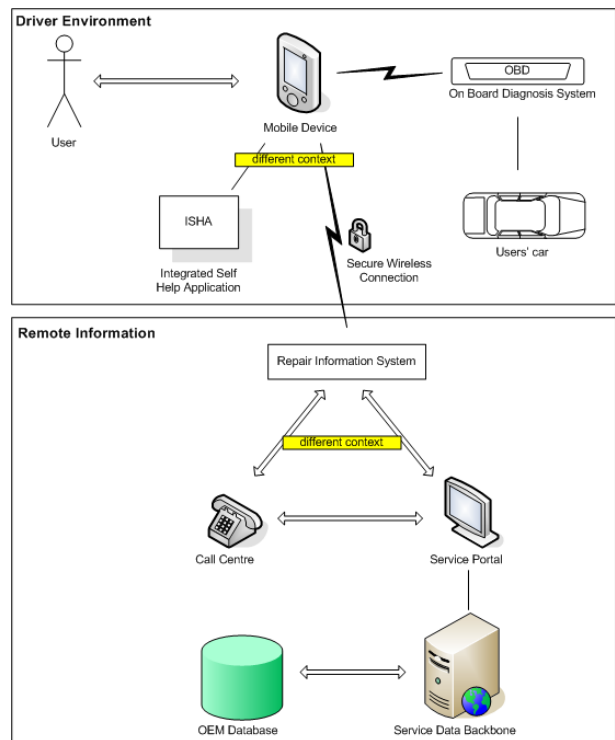 Driver Environment
OBD
On Board Diagnosis System
User
Mobile Device
different context
ISHA
Integrated Self
Help Application
Secure Wireless
Connection
Users' car
Remote Information
Repair Information System
different context
Call Centre
Service Portal
OEM Database
Service Data Backbone